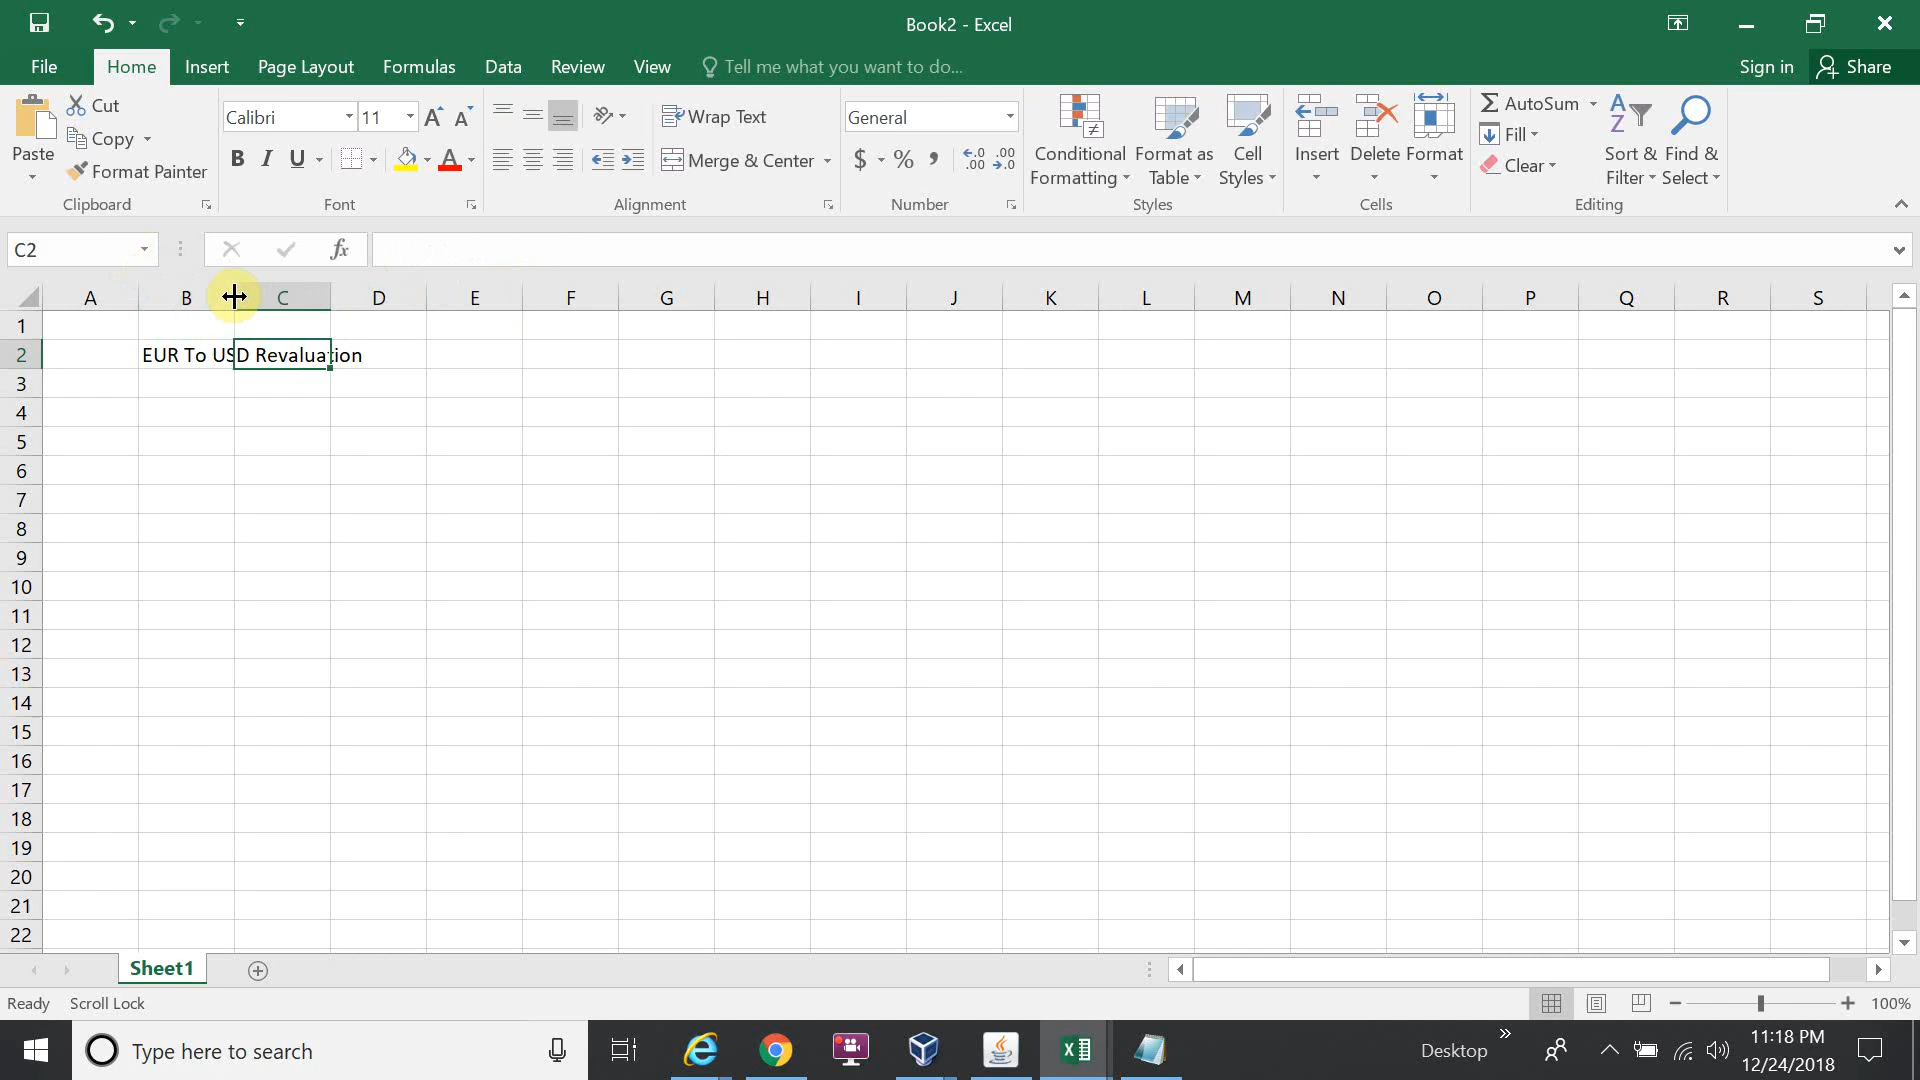 Book2 - Excel
File Home Insert Page Layout Formulas Data Review View Tell me what you want to do... Sign in Share
Paste
Cut
Copy
Format Painter
Clipboard
Calibri 11
B I U A
Font
Wrap Text
Merge & Center
Alignment
General
$ % , .00 .00
Number
Conditional Formatting
Format as Table
Cell Styles
Styles
Insert Delete Format
Cells
AutoSum
Fill
Clear
Sort & Filter
Find & Select
Editing
C2 fx
A B C D E F G H I J K L M N O P Q R S
1
2 EUR To USD Revaluation
3
4
5
6
7
8
9
10
11
12
13
14
15
16
17
18
19
20
21
22
Sheet1
Ready Scroll Lock 100%
Type here to search Desktop 11:18 PM
12/24/2018